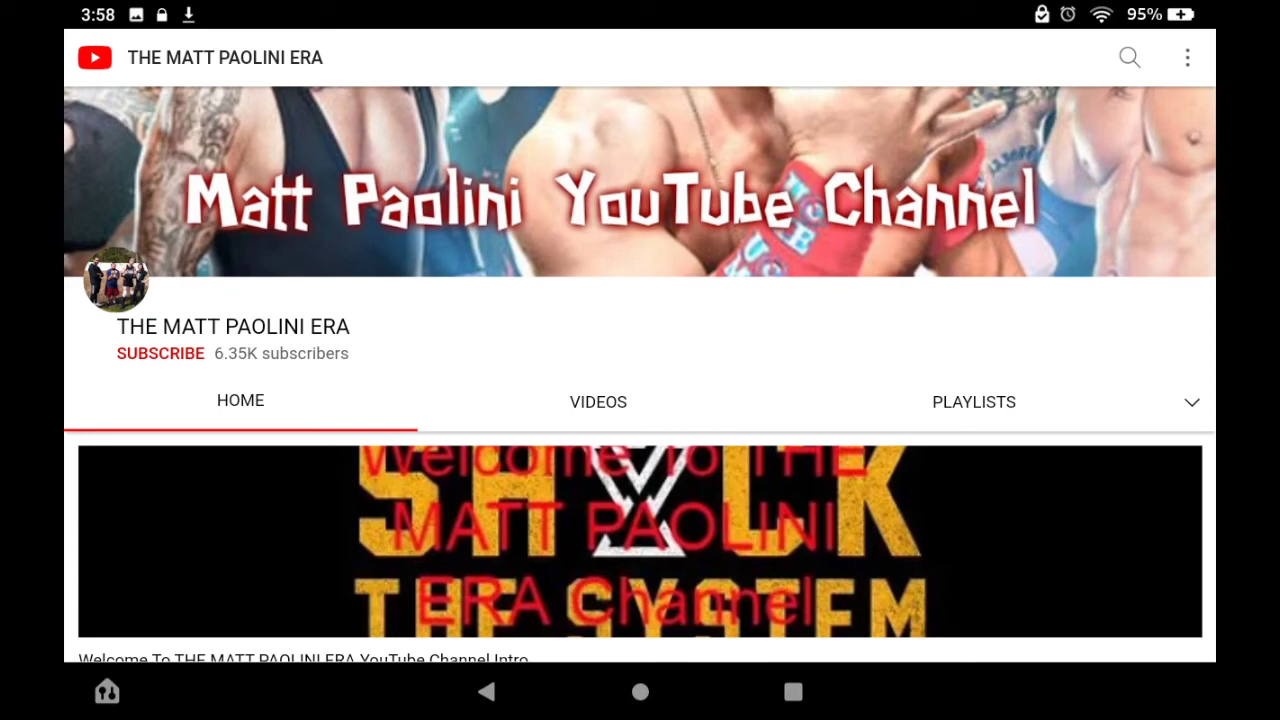 3:58
95%
THE MATT PAOLINI ERA
Matt Paolini YouTube Channel
THE MATT PAOLINI ERA
SUBSCRIBE 6.35K subscribers
HOME
VIDEOS
PLAYLISTS
Welcome To THE
MATT PAOLINI
ERA Channel
THE SYSTEM
Welcome To THE MATT PAOLINI ERA YouTube Channel Intro